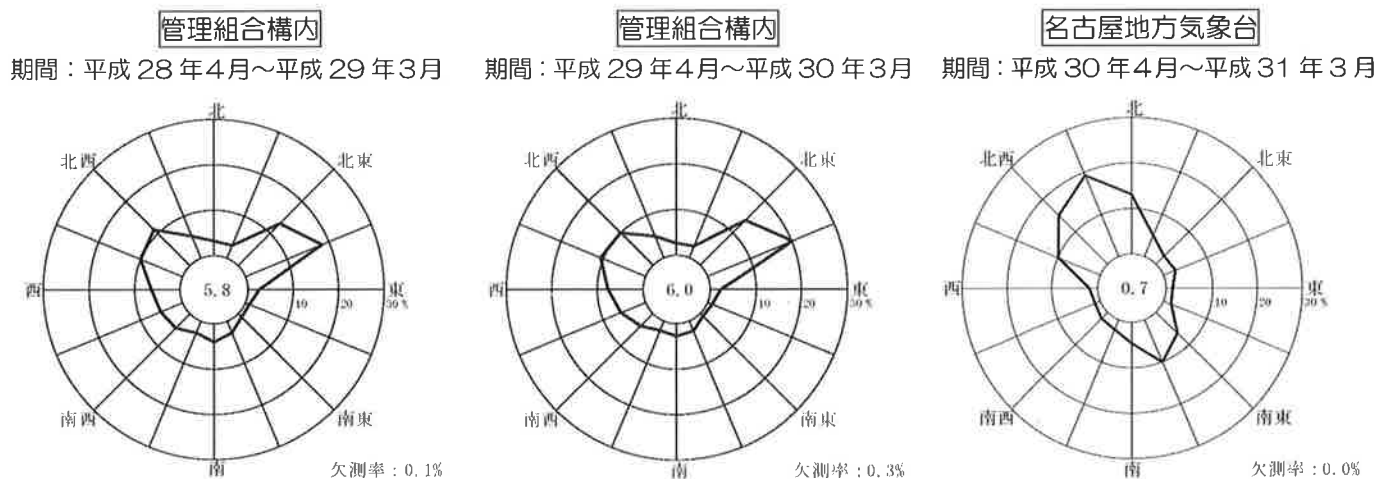 管理組合構内
期間：平成28年4月～平成29年3月
北
北西
北東
西
5.8
10
20
30%
東
南西
南東
南
欠測率：0.1%
管理組合構内
期間：平成29年4月～平成30年3月
北
北西
北東
西
6.0
10
20
30%
東
南西
南東
南
欠測率：0.3%
名古屋地方気象台
期間：平成30年4月～平成31年3月
北
北西
北東
西
0.7
10
20
30%
東
南西
南東
南
欠測率：0.0%